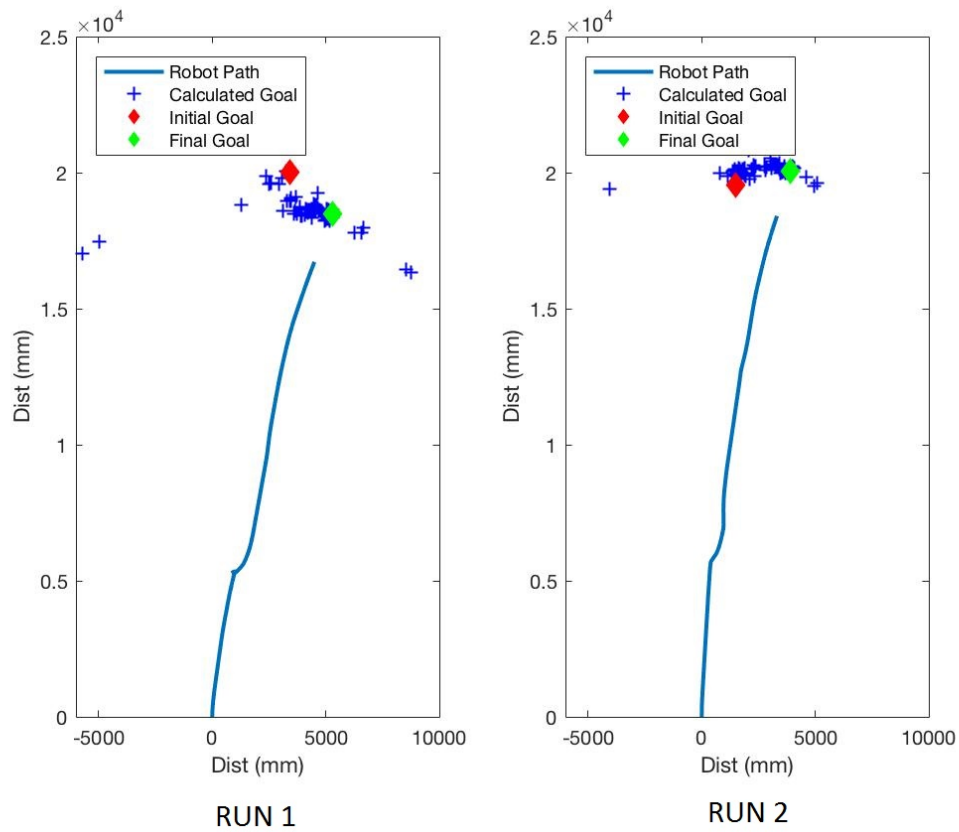 ×10⁴
2.5
2
1.5
1
0.5
0
-5000 0 5000 10000
Dist (mm)
Dist (mm)
Robot Path
Calculated Goal
Initial Goal
Final Goal
RUN 1
×10⁴
2.5
2
1.5
1
0.5
0
-5000 0 5000 10000
Dist (mm)
Dist (mm)
Robot Path
Calculated Goal
Initial Goal
Final Goal
RUN 2